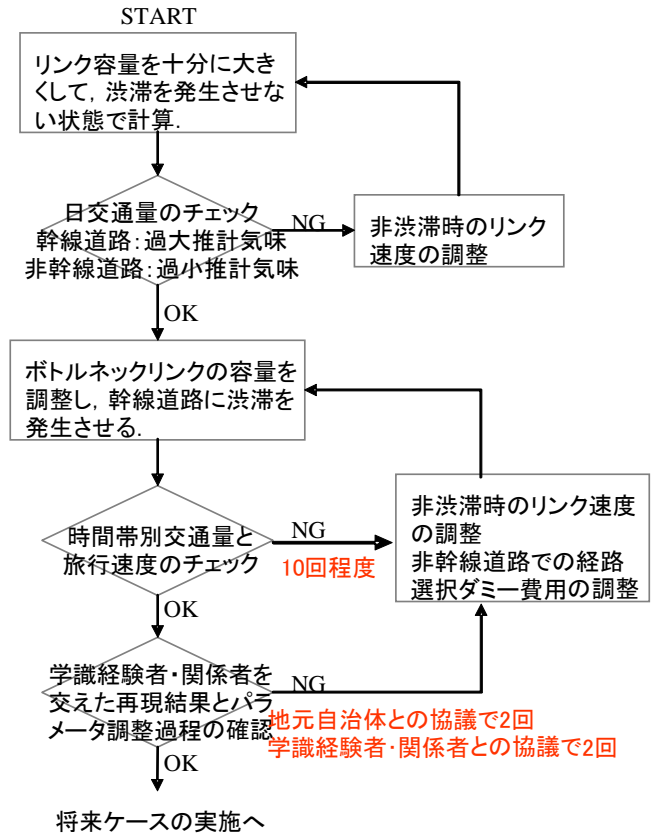 START
リンク容量を十分に大き
くして，渋滞を発生させな
い状態で計算．
日交通量のチェック
幹線道路：過大推計気味
非幹線道路：過小推計気味
NG
非渋滞時のリンク
速度の調整
OK
ボトルネックリンクの容量を
調整し，幹線道路に渋滞を
発生させる．
時間帯別交通量と
旅行速度のチェック
NG
10回程度
非渋滞時のリンク速度
の調整
非幹線道路での経路
選択ダミー費用の調整
OK
学識経験者・関係者を
交えた再現結果とパラ
メータ調整過程の確認
NG
地元自治体との協議で2回
学識経験者・関係者との協議で2回
OK
将来ケースの実施へ